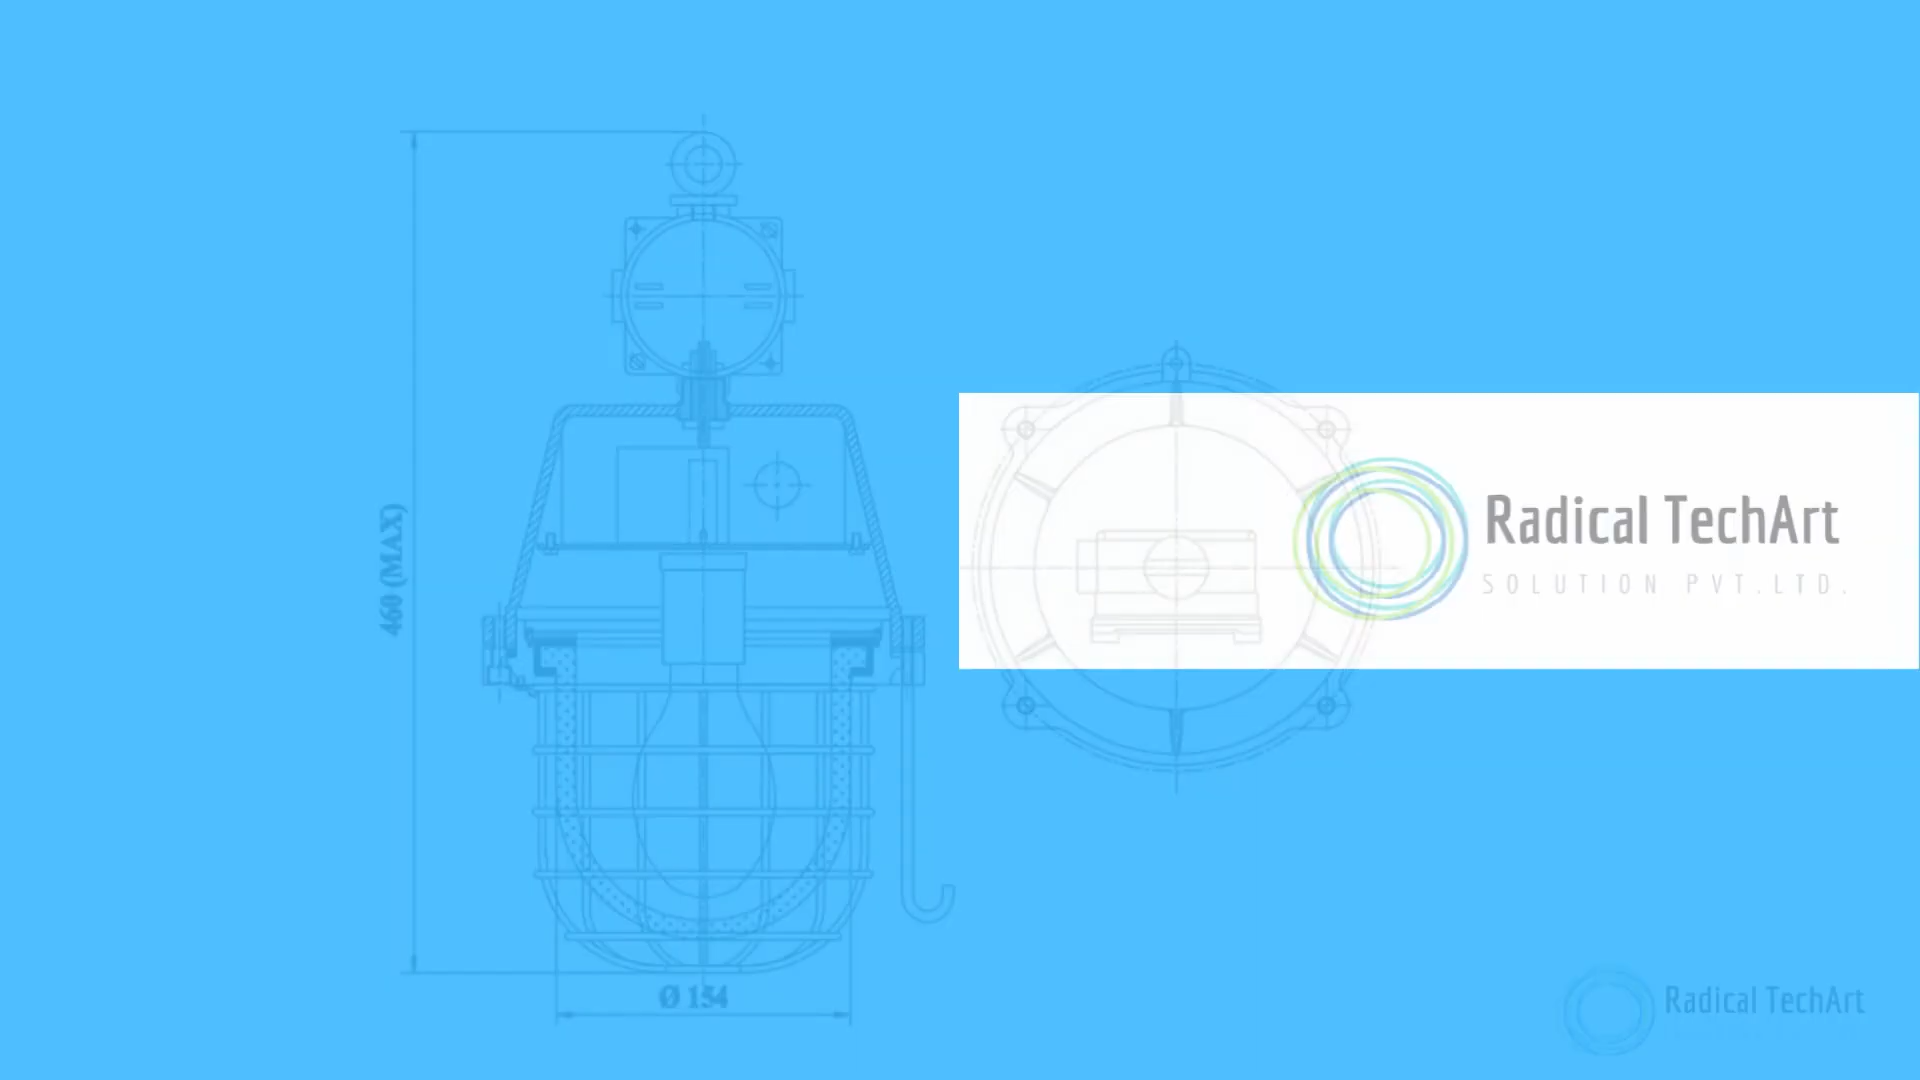 460 (MAX)
Radical TechArt
SOLUTION PVT.LTD.
Ø 154
Radical TechArt